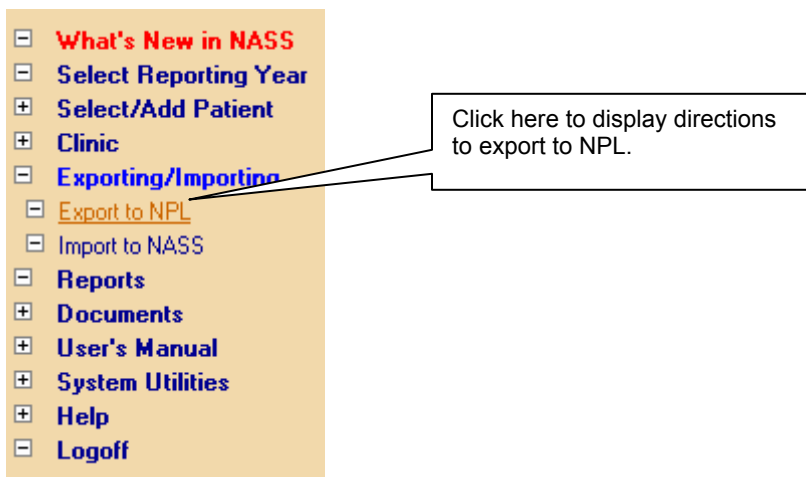 What's New in NASS
Select Reporting Year
Select/Add Patient
Clinic
Exporting/Importing
Export to NPL
Import to NASS
Reports
Documents
User's Manual
System Utilities
Help
Logoff
Click here to display directions
to export to NPL.